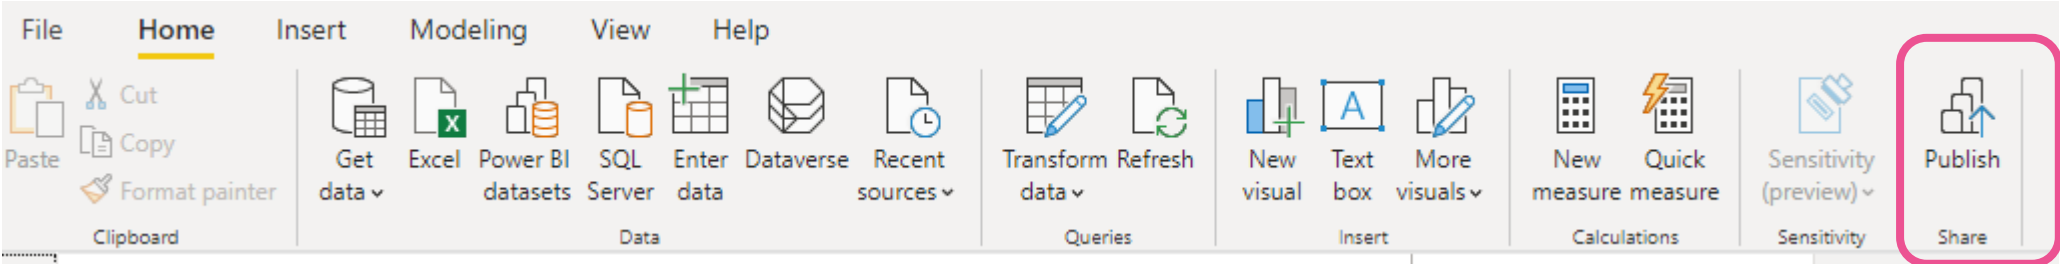 File Home Insert Modeling View Help
Paste
Cut
Copy
Format painter
Clipboard
Get
data
Excel
Power BI
datasets
SQL
Server
Enter
data
Dataverse
Recent
sources
Data
Transform
data
Refresh
Queries
New
visual
Text
box
More
visuals
Insert
New
measure
Quick
measure
Calculations
Sensitivity
(preview)
Sensitivity
Publish
Share